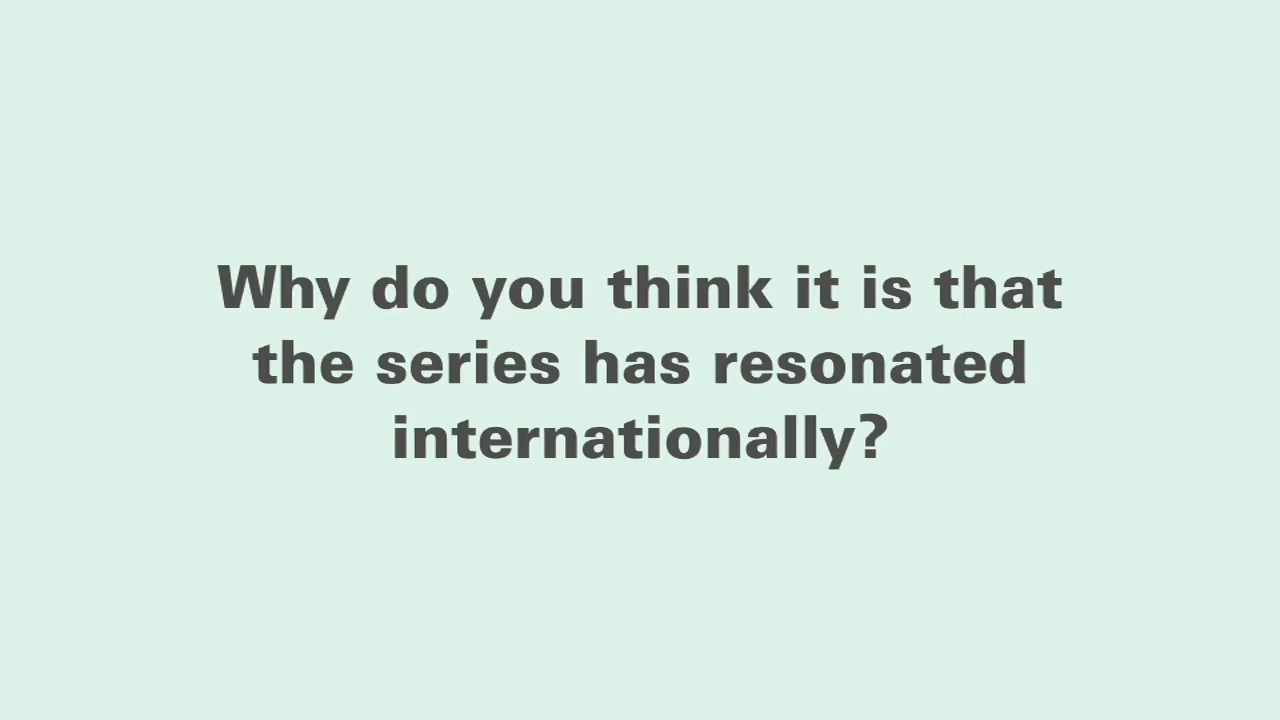 Why do you think it is that
the series has resonated
internationally?